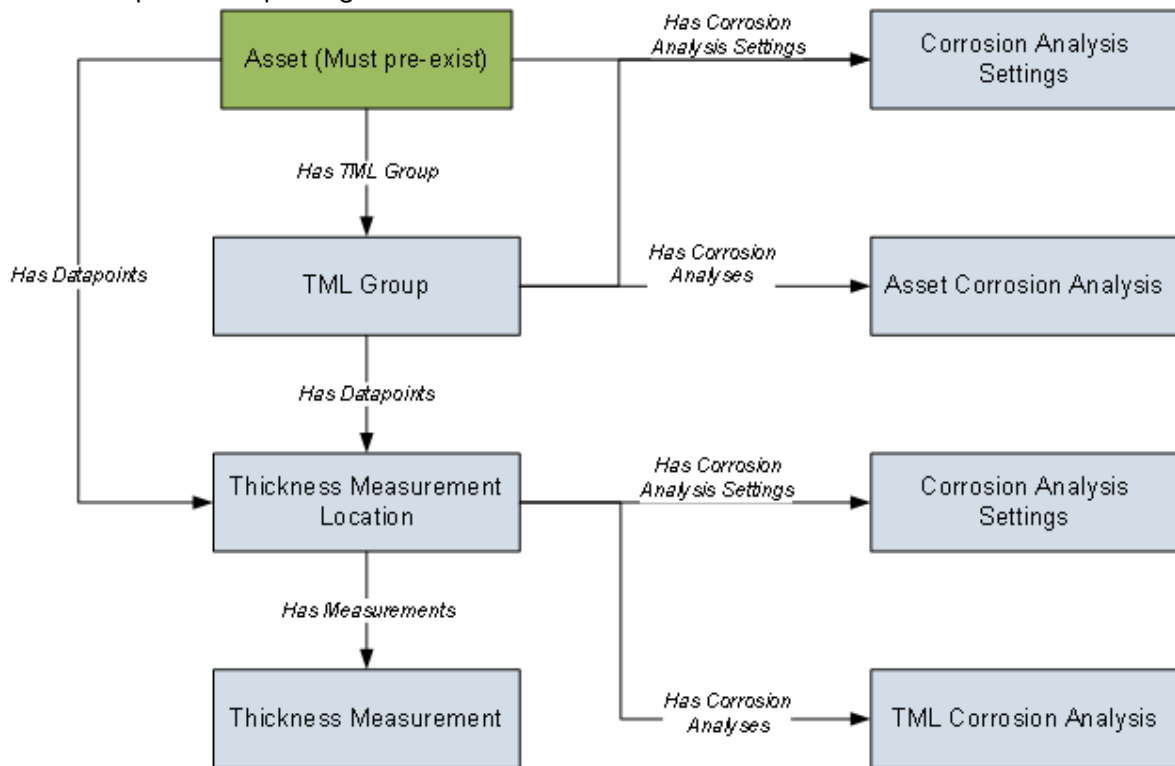 Has Corrosion
Analysis Settings
Asset (Must pre-exist)
Corrosion Analysis
Settings
Has TML Group
Has Datapoints
TML Group
Has Corrosion
Analyses
Asset Corrosion Analysis
Has Datapoints
Thickness Measurement
Location
Has Corrosion
Analysis Settings
Corrosion Analysis
Settings
Has Measurements
Thickness Measurement
Has Corrosion
Analyses
TML Corrosion Analysis